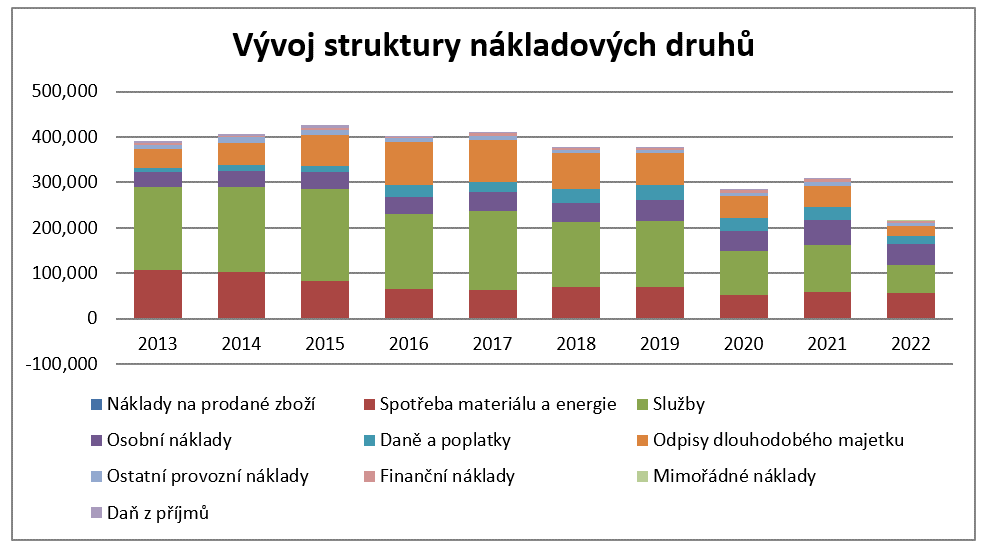 Vývoj struktury nákladových druhů
500,000
400,000
300,000
200,000
100,000
0
2013 2014 2015 2016 2017 2018 2019 2020 2021 2022
-100,000
Náklady na prodané zboží Spotřeba materiálu a energie Služby
Osobní náklady Daně a poplatky Odpisy dlouhodobého majetku
Ostatní provozní náklady Finanční náklady Mimořádné náklady
Daň z příjmů